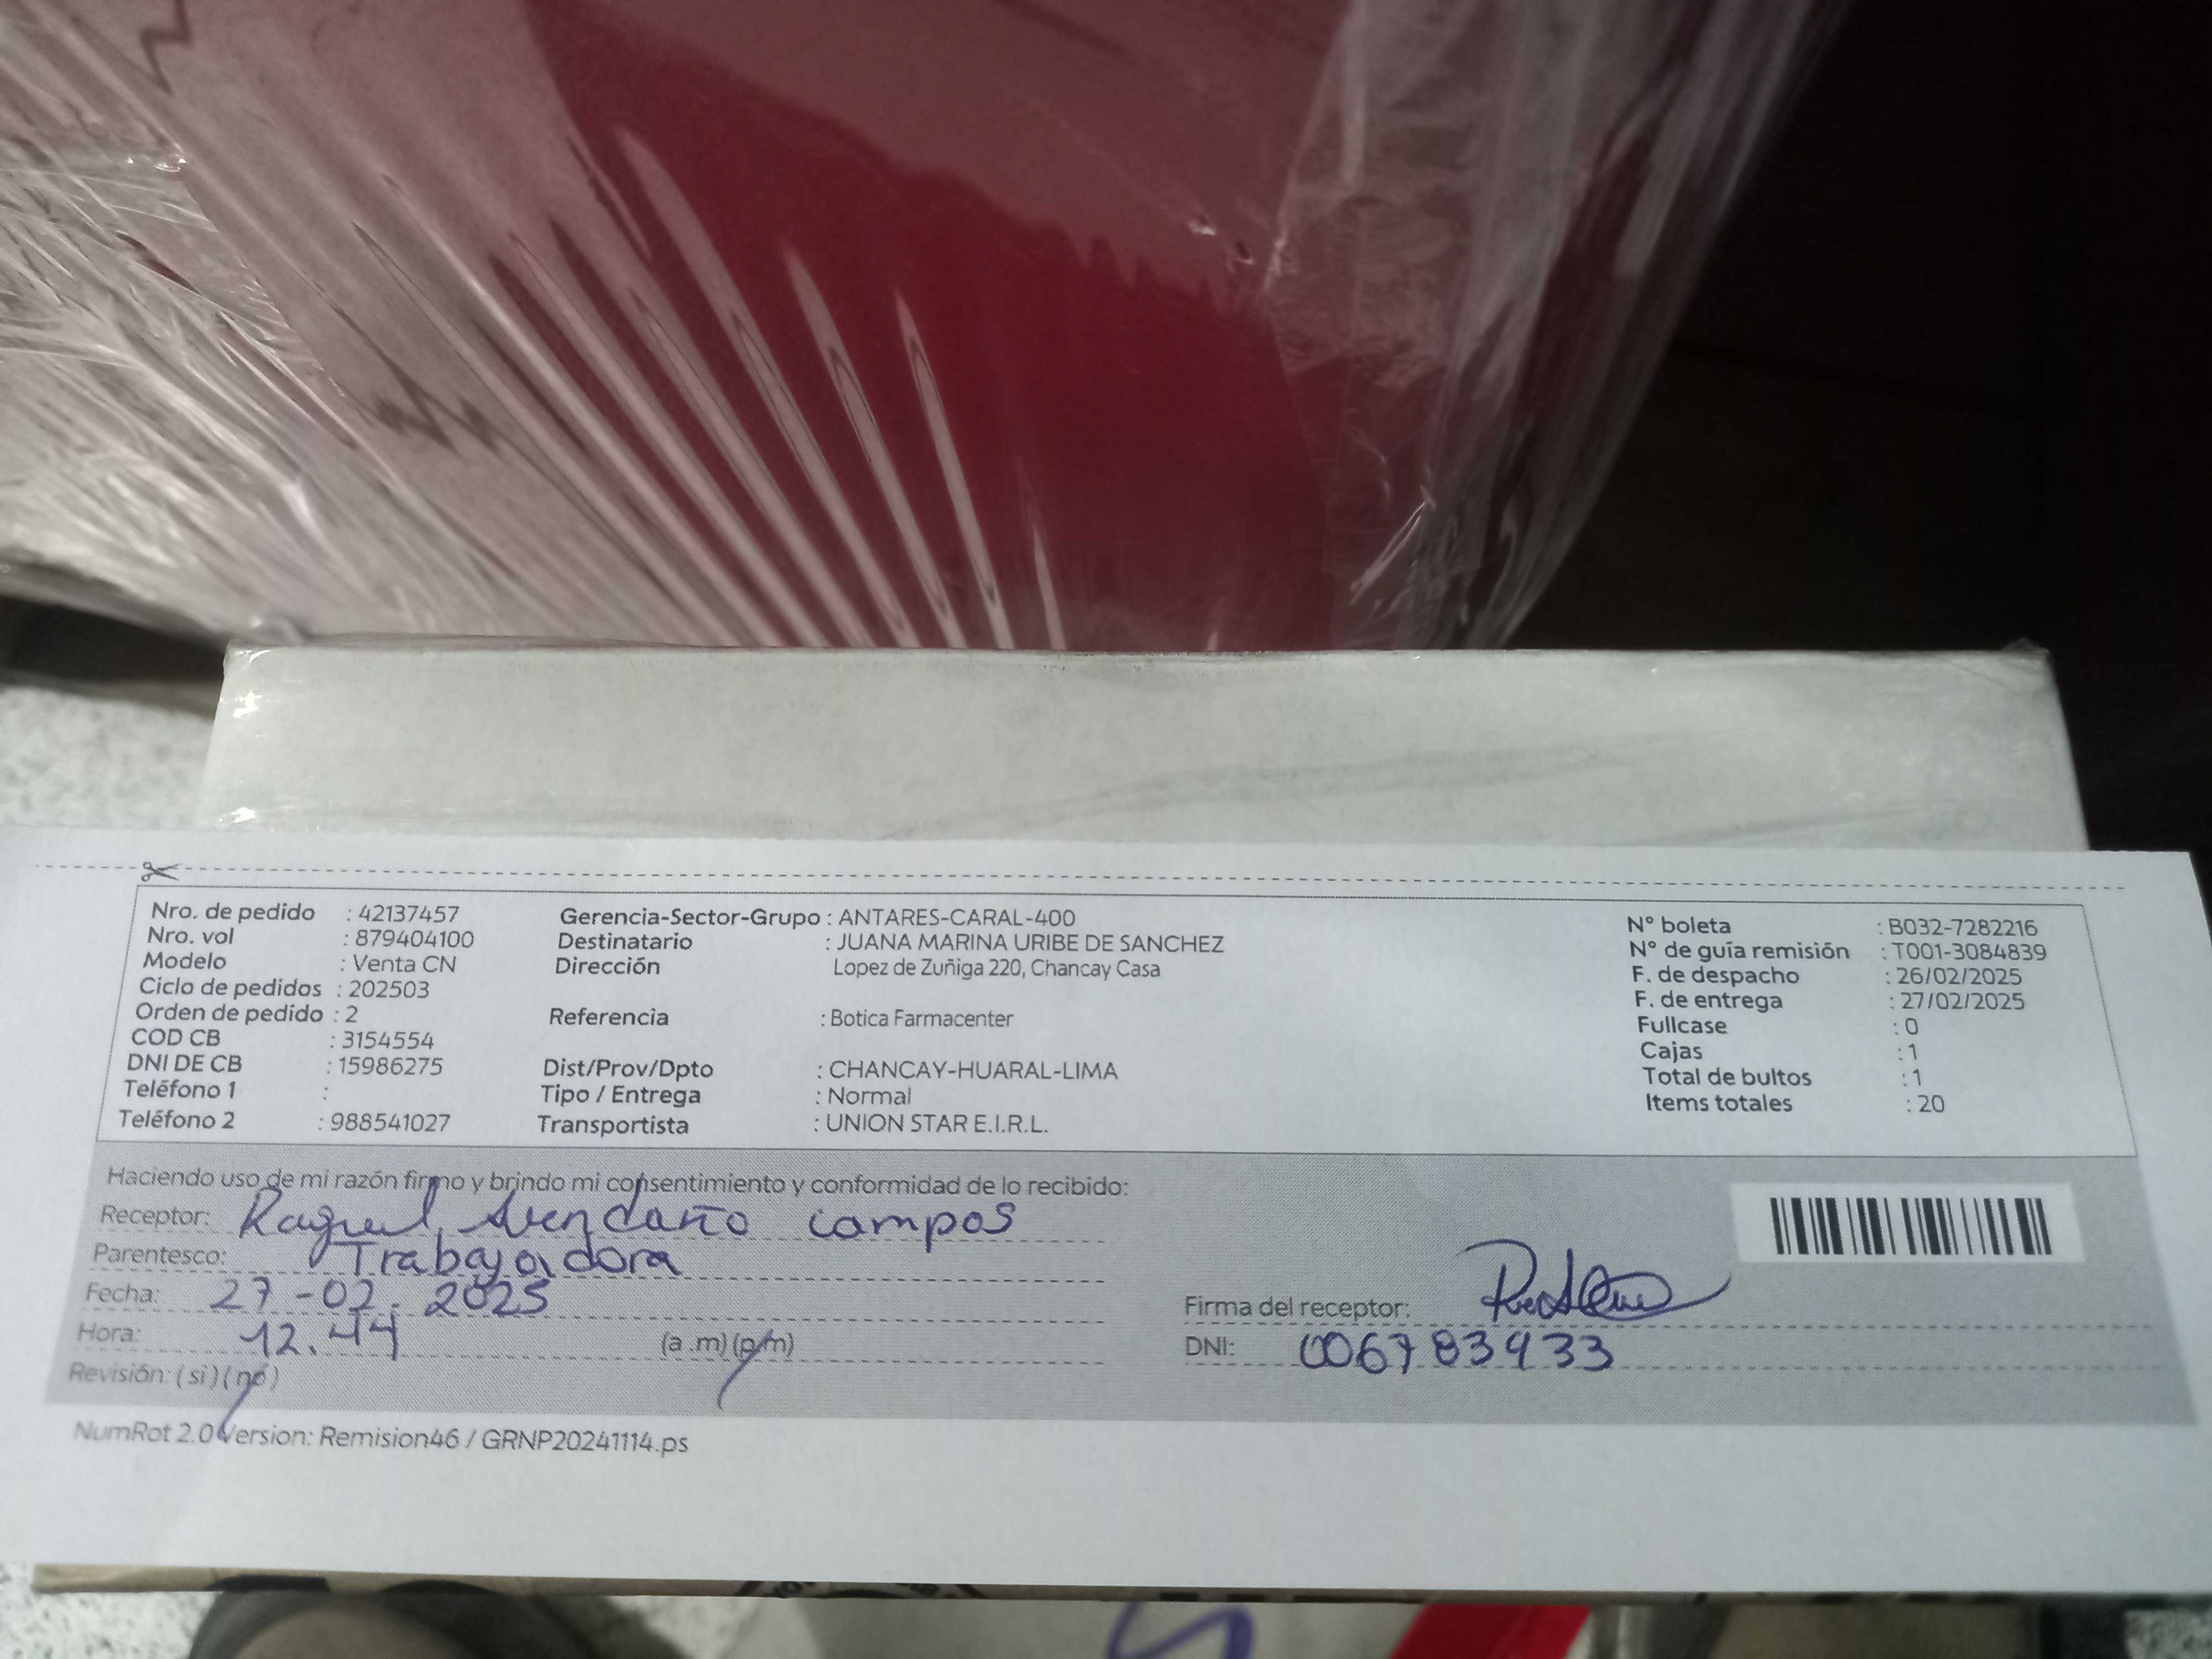 Nro. de pedido : 42137457
Nro. vol : 879404100
Modelo : Venta CN
Ciclo de pedidos : 202503
Orden de pedido : 2
COD CB : 3154554
DNI DE CB : 15986275
Teléfono 1 :
Teléfono 2 : 988541027
Gerencia-Sector-Grupo : ANTARES-CARAL-400
Destinatario : JUANA MARINA URIBE DE SANCHEZ
Dirección Lopez de Zuñiga 220, Chancay Casa
Referencia : Botica Farmacenter
Dist/Prov/Dpto : CHANCAY-HUARAL-LIMA
Tipo / Entrega : Normal
Transportista : UNION STAR E.I.R.L.
N° boleta : B032-7282216
N° de guía remisión : T001-3084839
F. de despacho : 26/02/2025
F. de entrega : 27/02/2025
Fullcase : 0
Cajas : 1
Total de bultos : 1
Items totales : 20
Haciendo uso de mi razón firmo y brindo mi consentimiento y conformidad de lo recibido:
Receptor: Raquel Avendaño campos
Parentesco: Trabajadora
Fecha: 27-02-2025
Hora: 12.44 (a.m) (p/m)
Revisión: (si) (no)
Firma del receptor:
DNI: 006783933
NumRot 2.0 Version: Remision46 / GRNP20241114.ps